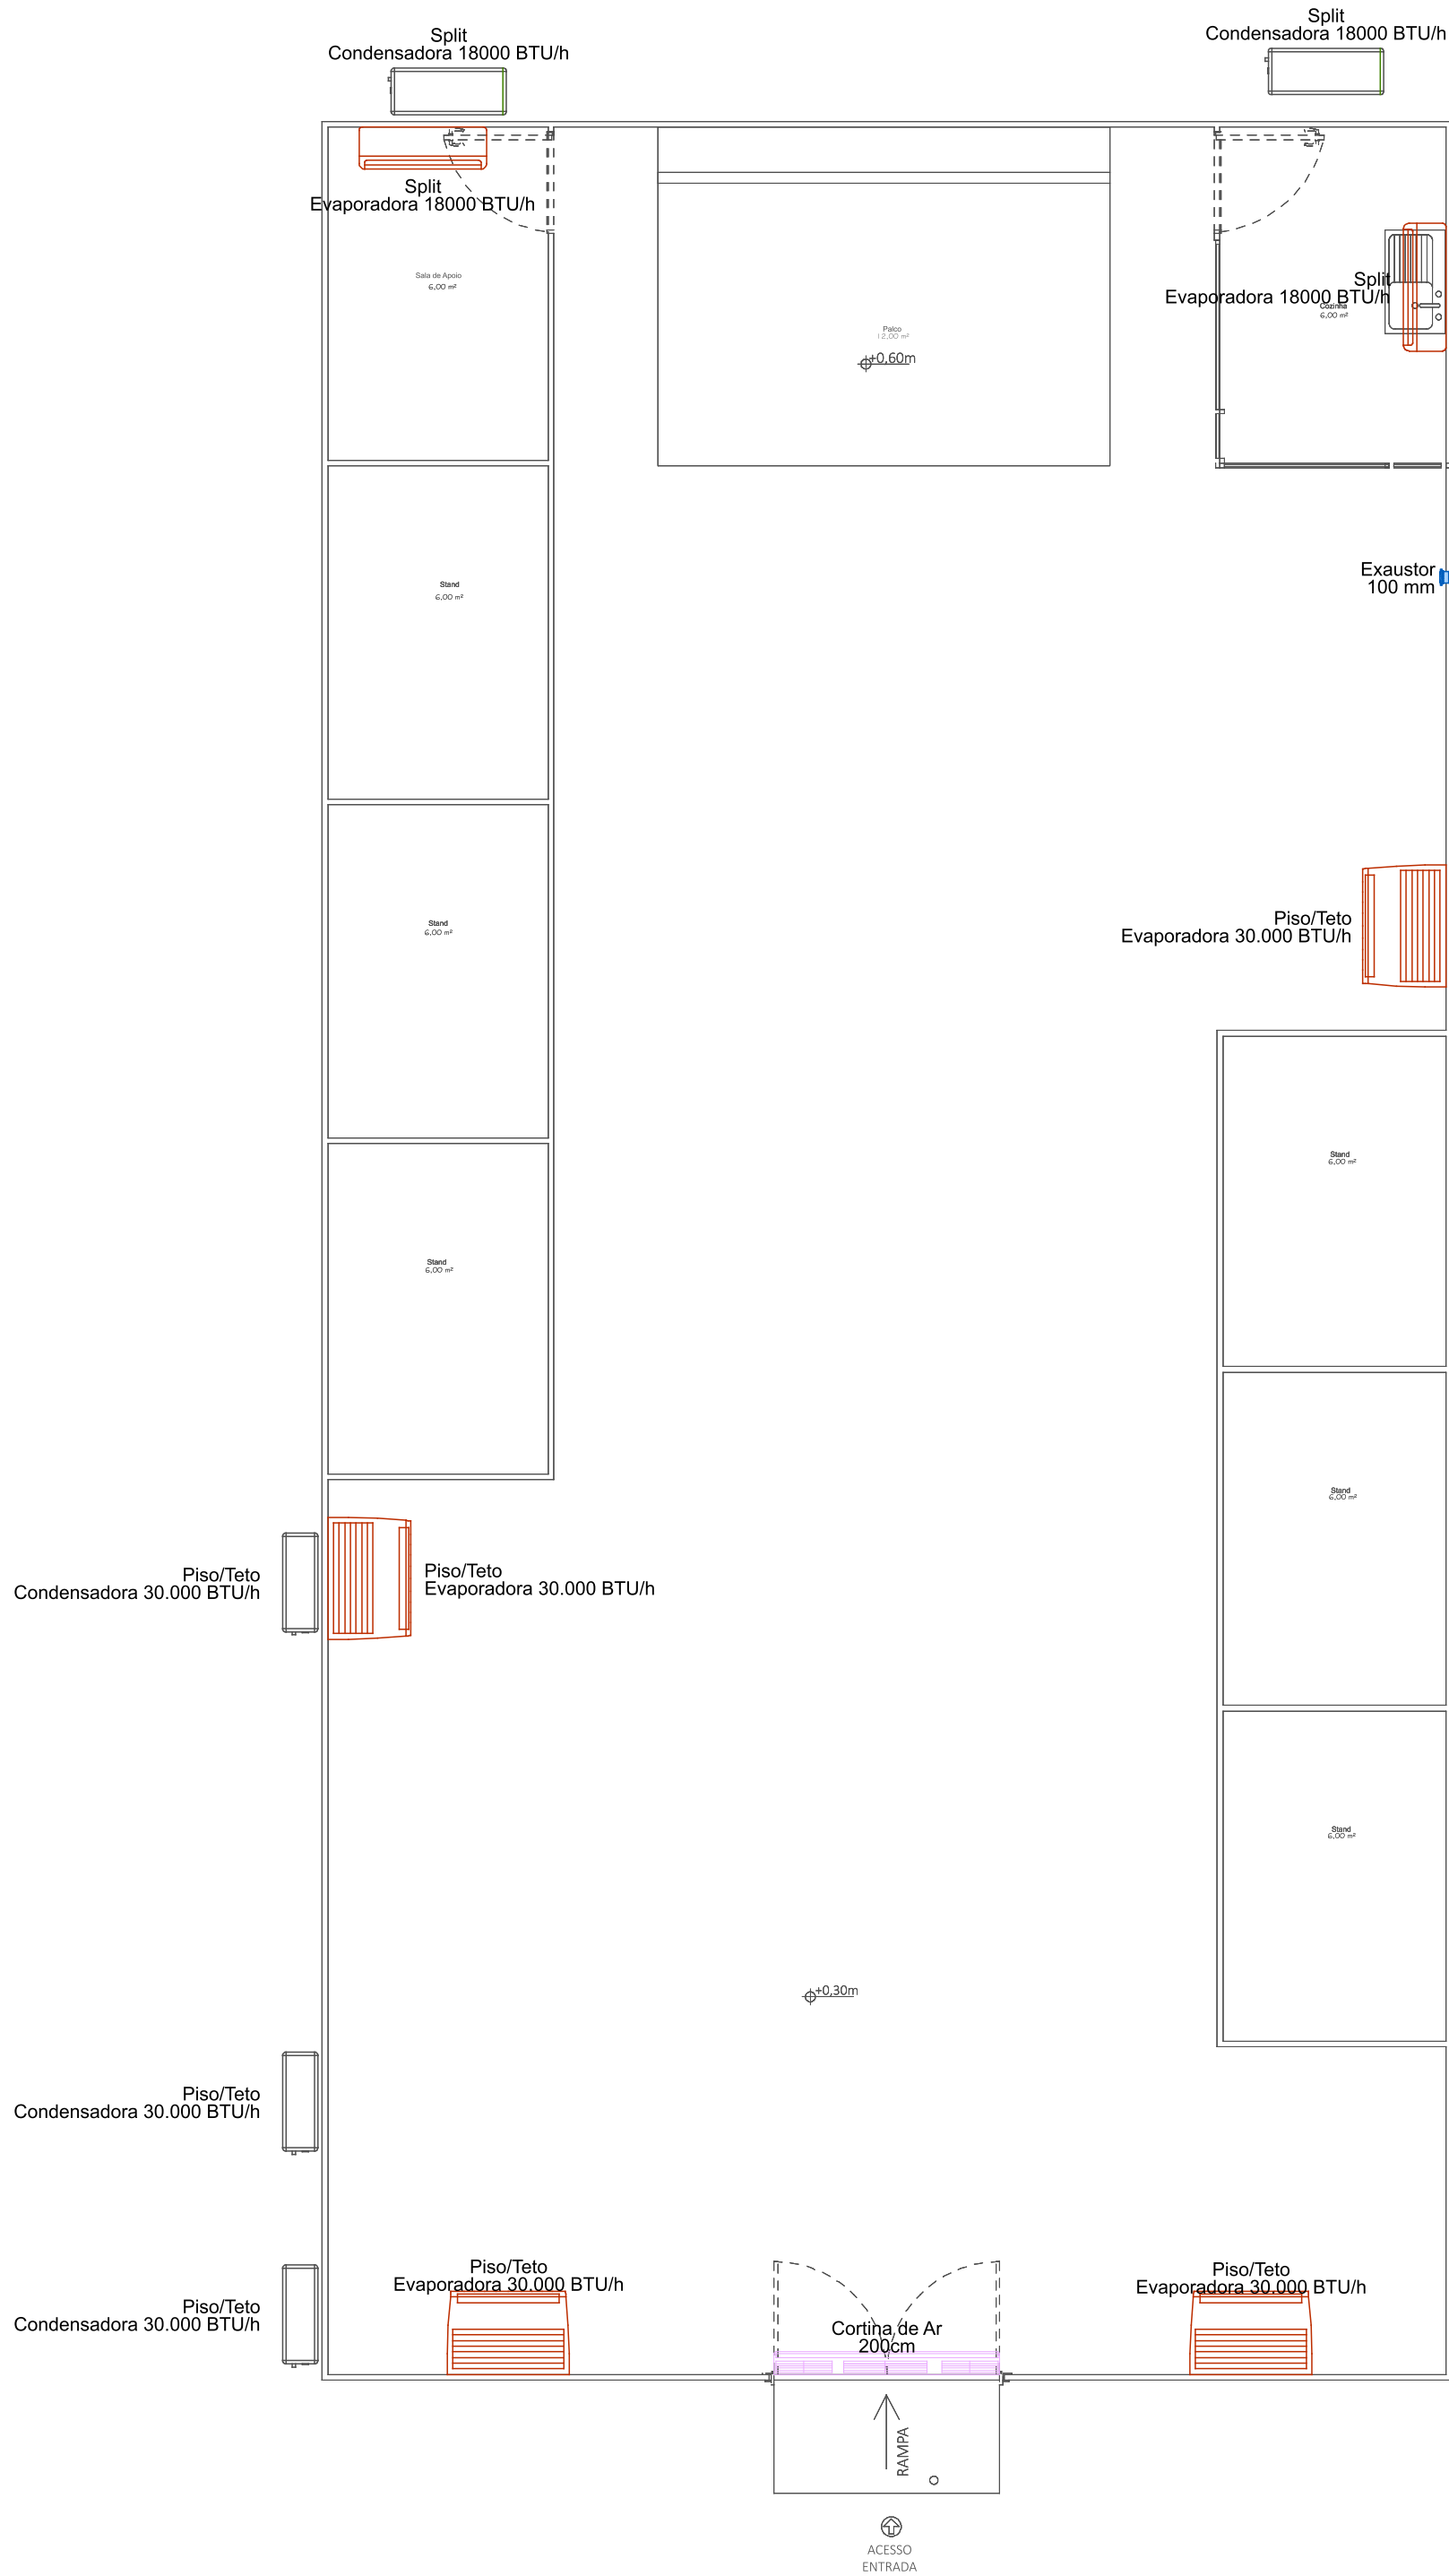 Split
Condensadora 18000 BTU/h
Split
Condensadora 18000 BTU/h
Split
Evaporadora 18000 BTU/h
Sala de Apoio
6,00 m²
Split
Evaporadora 18000 BTU/h
Cozinha
6,00 m²
Palco
12,00 m²
+0,60m
Stand
6,00 m²
Exaustor
100 mm
Stand
6,00 m²
Piso/Teto
Evaporadora 30.000 BTU/h
Stand
6,00 m²
Stand
6,00 m²
Stand
6,00 m²
Piso/Teto
Condensadora 30.000 BTU/h
Piso/Teto
Evaporadora 30.000 BTU/h
Stand
6,00 m²
+0,30m
Piso/Teto
Condensadora 30.000 BTU/h
Piso/Teto
Condensadora 30.000 BTU/h
Piso/Teto
Evaporadora 30.000 BTU/h
Piso/Teto
Evaporadora 30.000 BTU/h
Cortina de Ar
200cm
RAMPA
ACESSO
ENTRADA